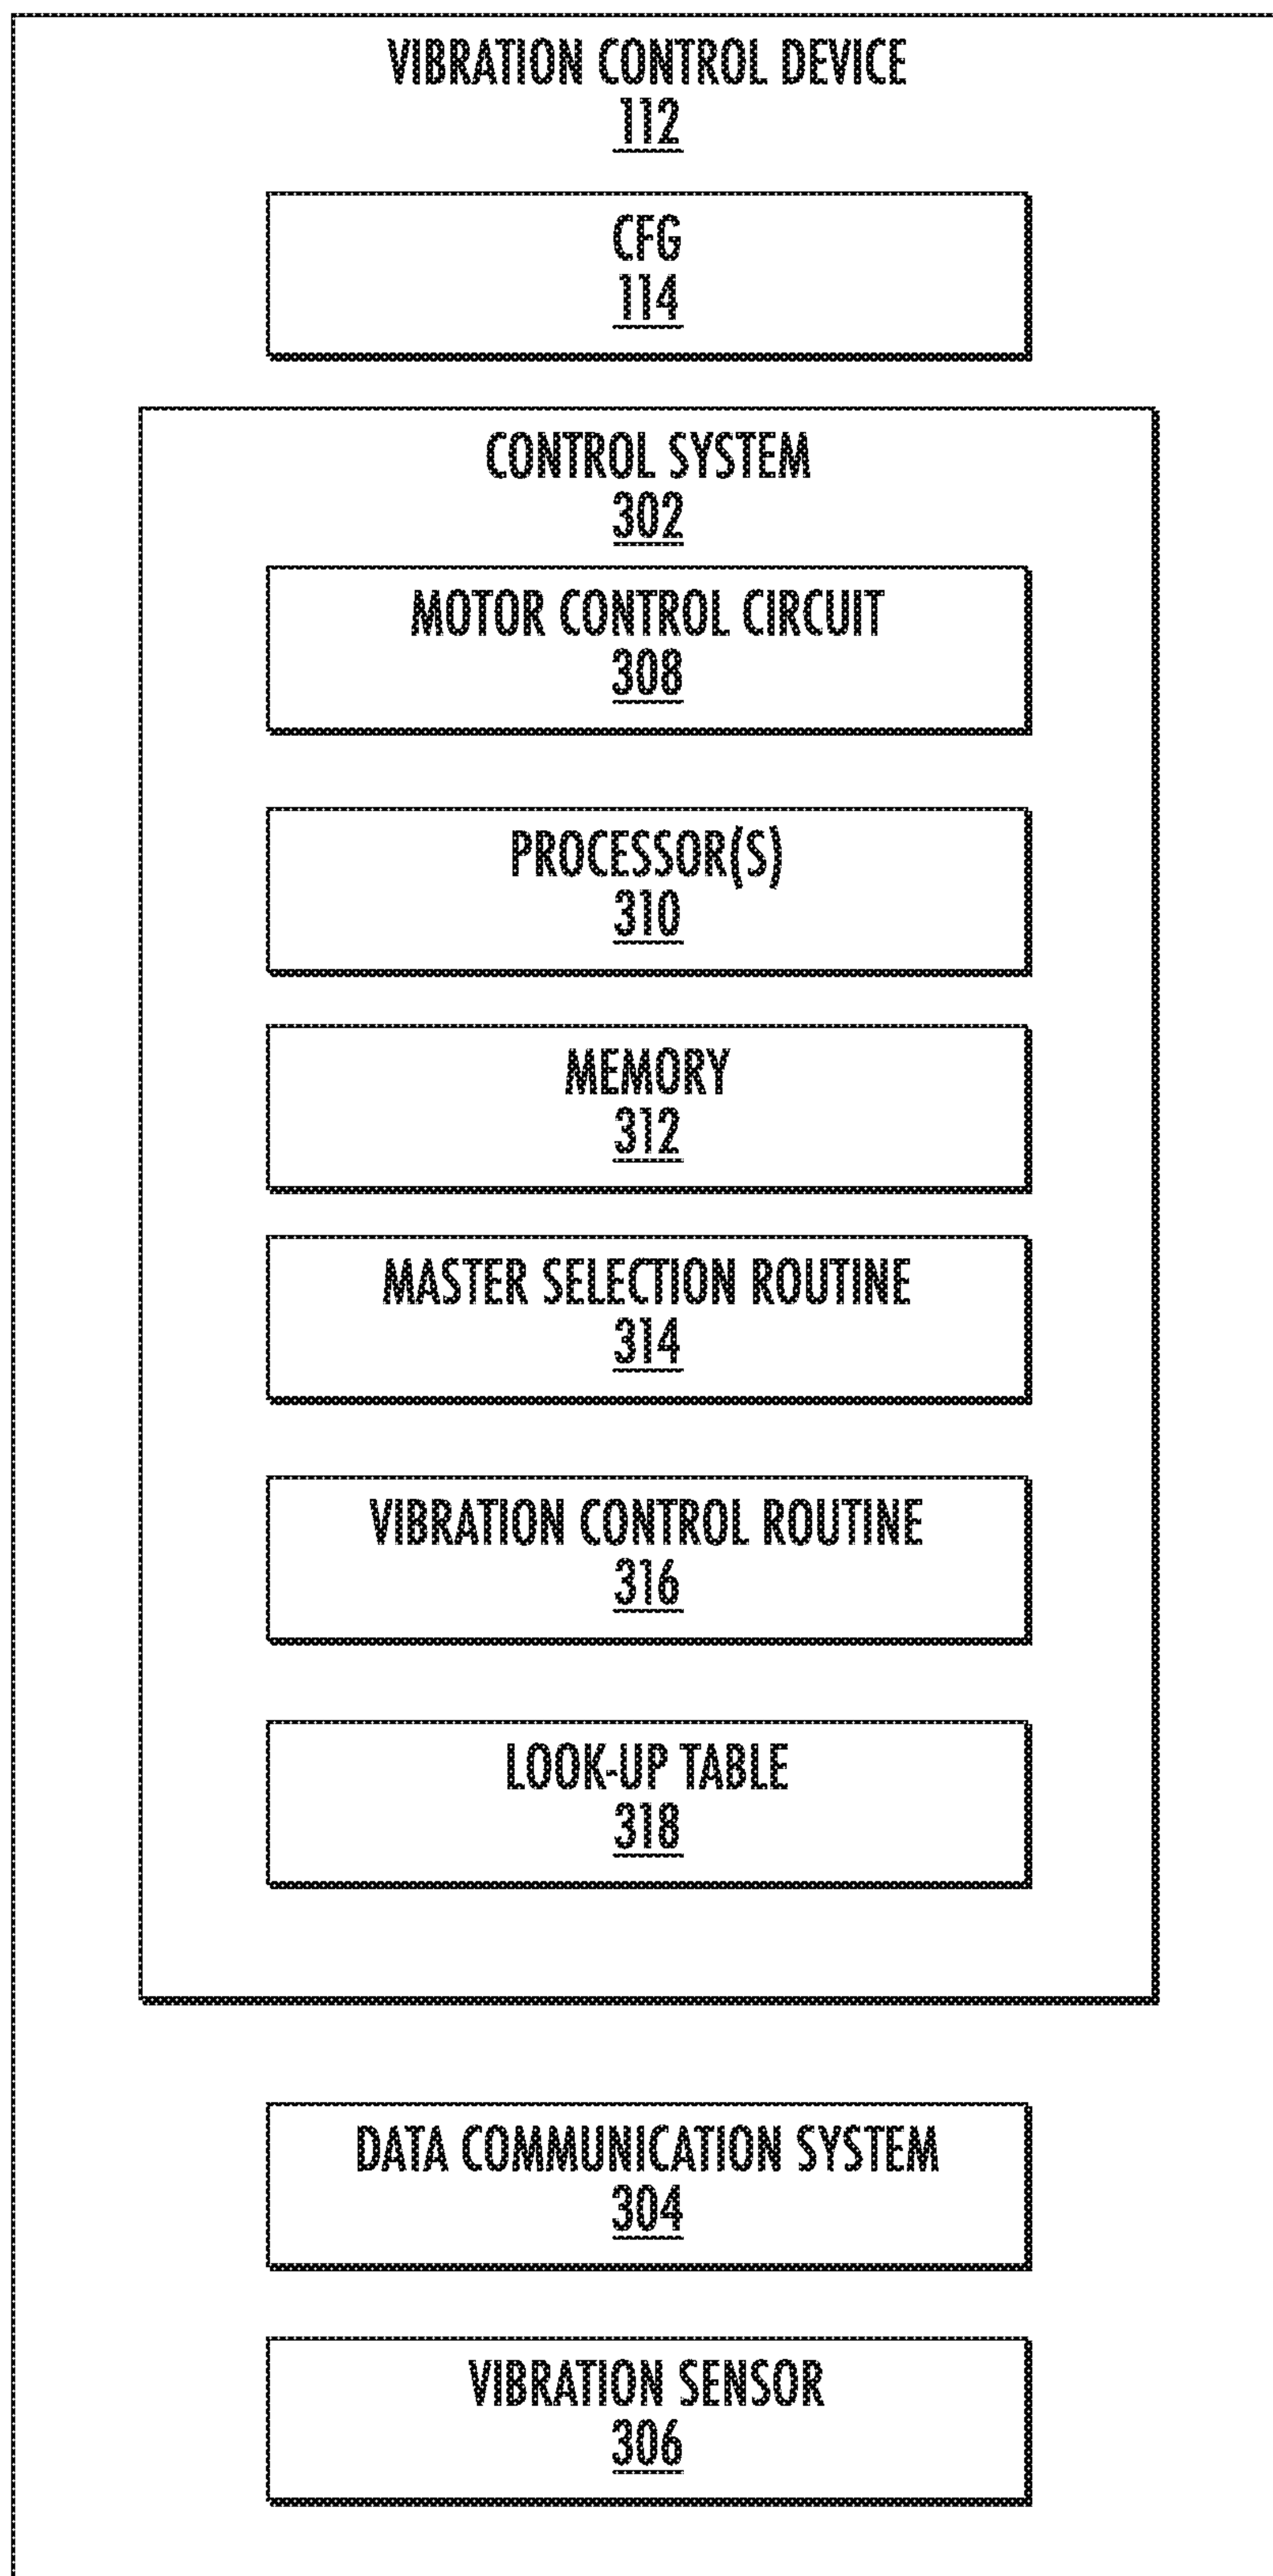 VIBRATION CONTROL DEVICE
112
CFG
114
CONTROL SYSTEM
302
MOTOR CONTROL CIRCUIT
308
PROCESSOR(S)
310
MEMORY
312
MASTER SELECTION ROUTINE
314
VIBRATION CONTROL ROUTINE
316
LOOK-UP TABLE
318
DATA COMMUNICATION SYSTEM
304
VIBRATION SENSOR
306